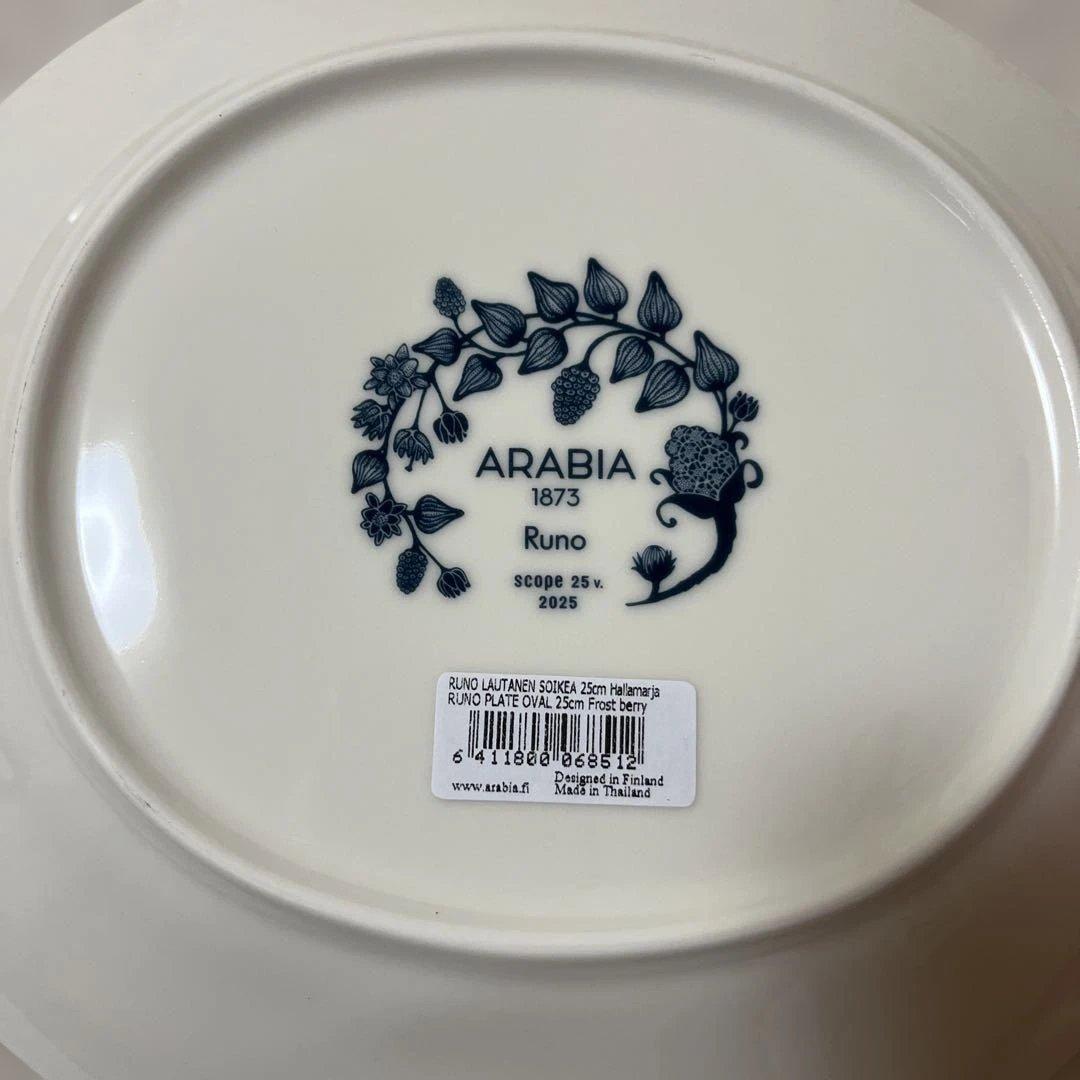 ARABIA
1873
Runo
scope 25 v.
2025
RUNO LAUTANEN SOIKEA 25cm Hallamarja
RUNO PLATE OVAL 25cm Frost berry
6 411800 068512
www.arabia.fi
Designed in Finland
Made in Thailand